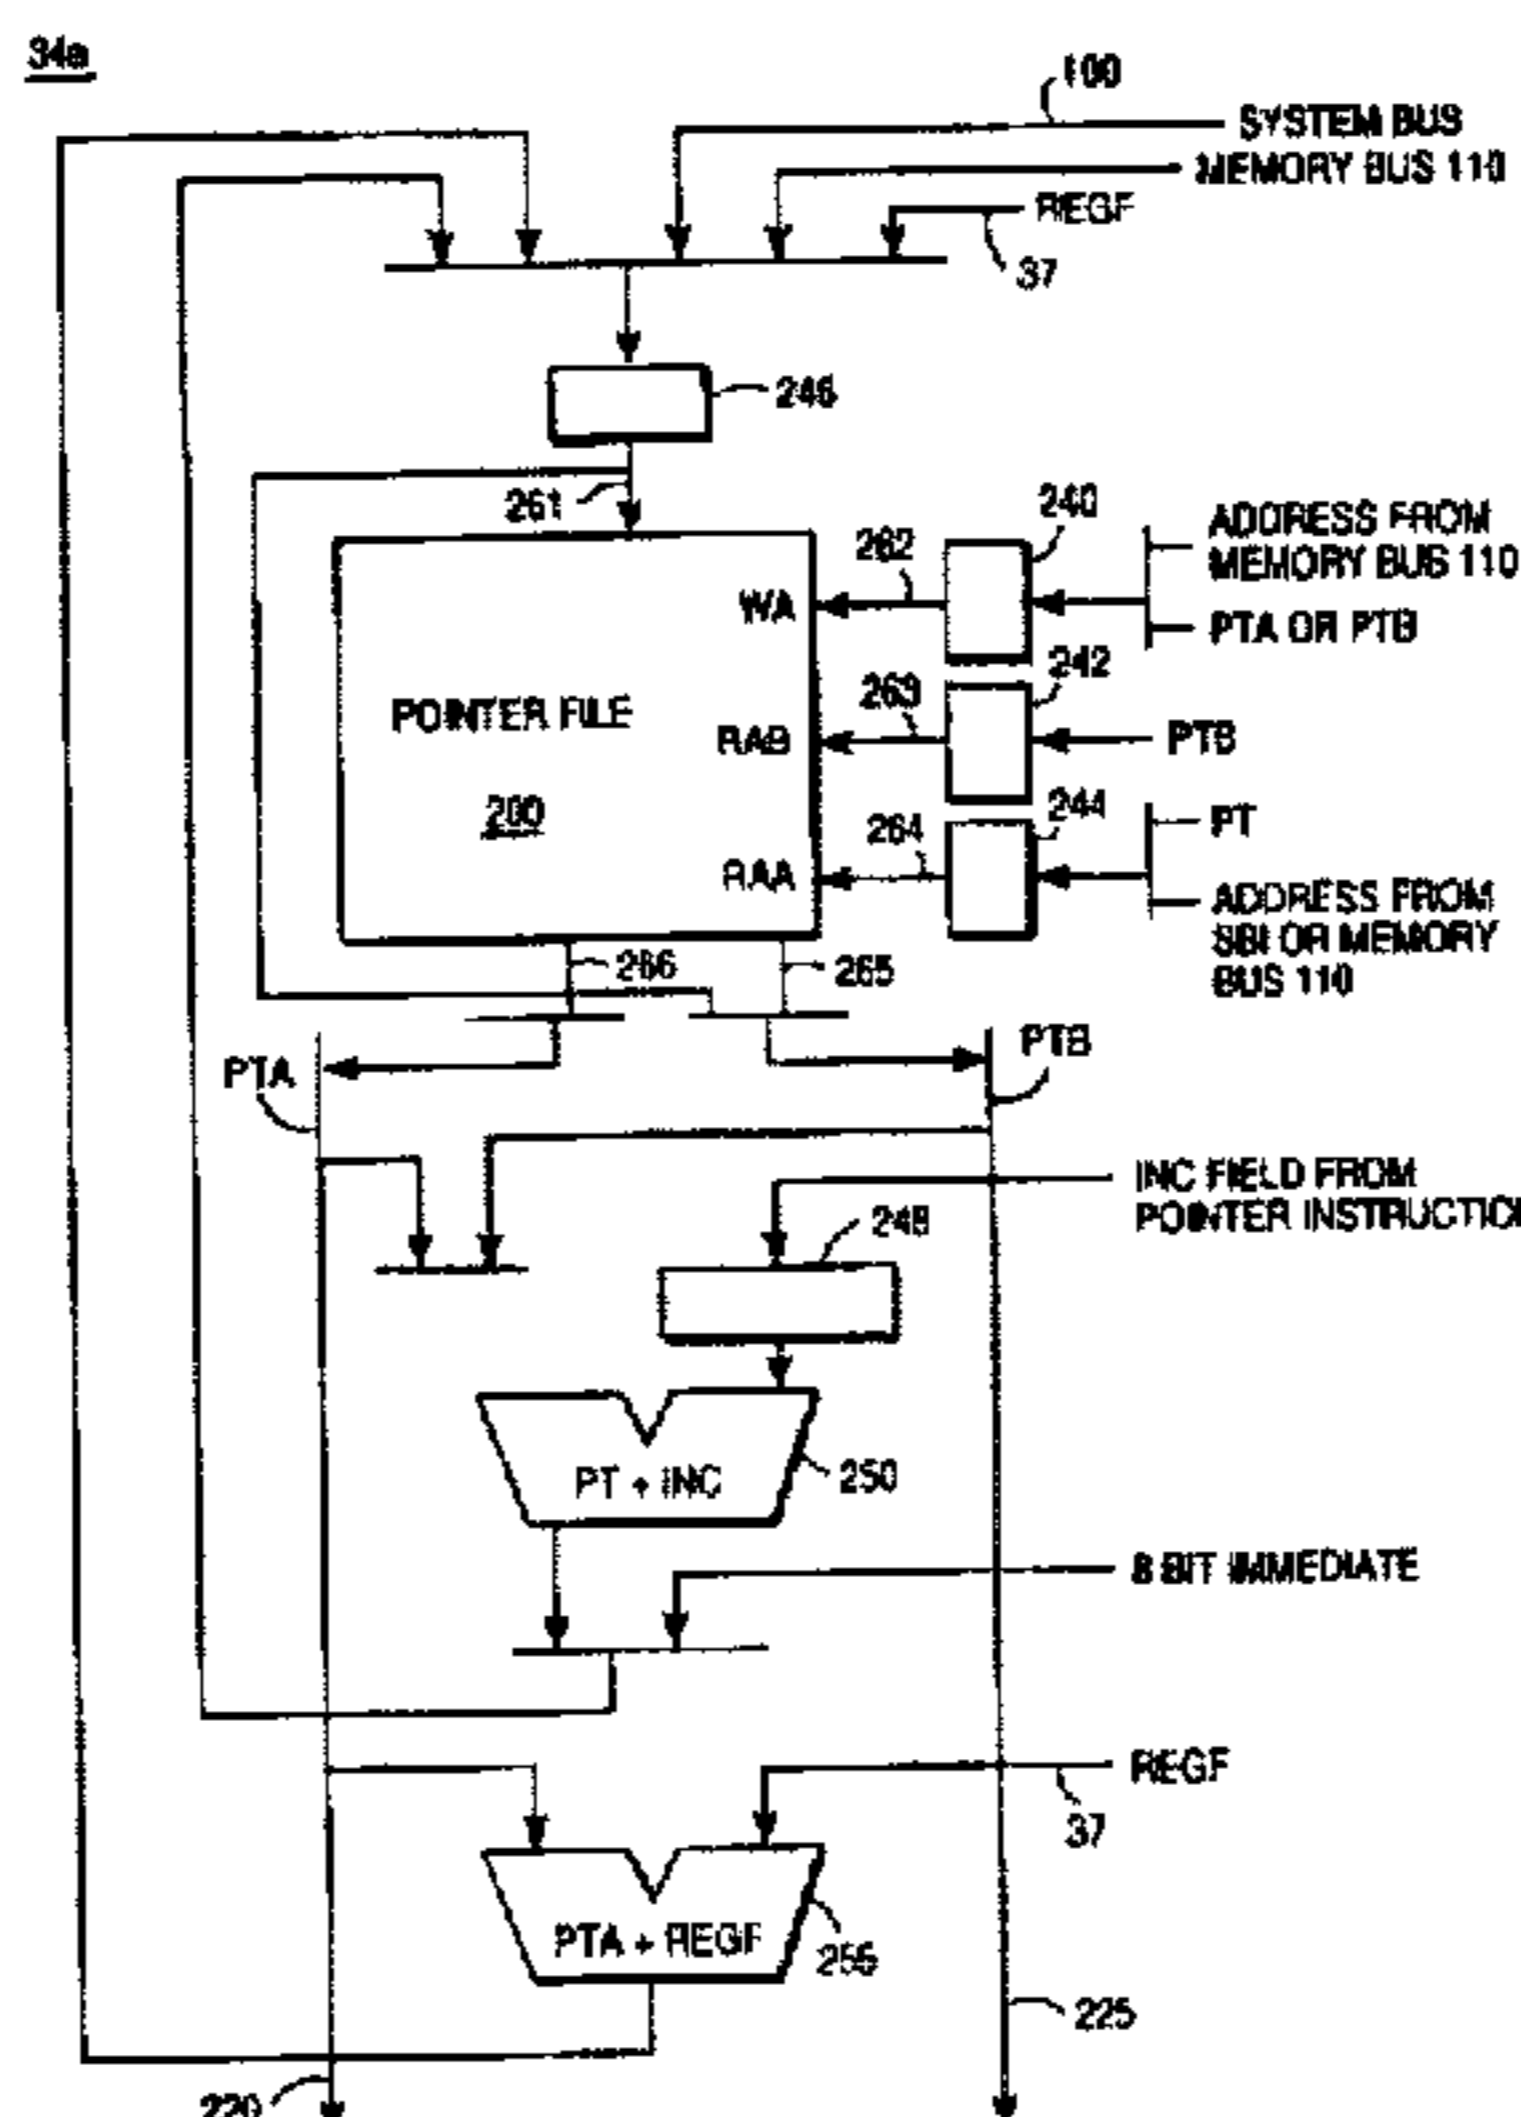 34a
100
SYSTEM BUS
MEMORY BUS 110
REGF
37
246
261
240
262
ADDRESS FROM
MEMORY BUS 110
WA
PTA OR PTB
242
263
POINTER FILE
RAB
PTB
200
244
264
PT
RAA
ADDRESS FROM
SBI OR MEMORY
BUS 110
266
265
PTA
PTB
INC FIELD FROM
POINTER INSTRUCTIO
248
PT + INC
250
8 BIT IMMEDIATE
REGF
37
PTA + REGF
255
225
220